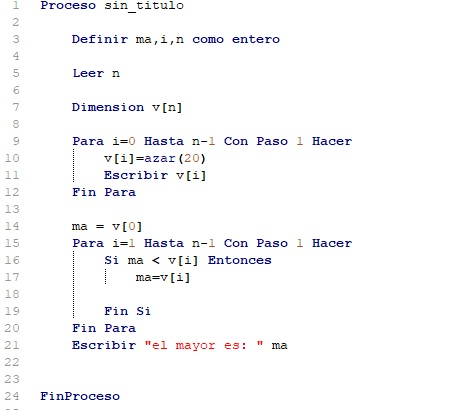 1 Proceso sin_titulo
2
3 Definir ma,i,n como entero
4
5 Leer n
6
7 Dimension v[n]
8
9 Para i=0 Hasta n-1 Con Paso 1 Hacer
10 v[i]=azar(20)
11 Escribir v[i]
12 Fin Para
13
14 ma = v[0]
15 Para i=1 Hasta n-1 Con Paso 1 Hacer
16 Si ma < v[i] Entonces
17 ma=v[i]
18
19 Fin Si
20 Fin Para
21 Escribir "el mayor es: " ma
22
23
24 FinProceso